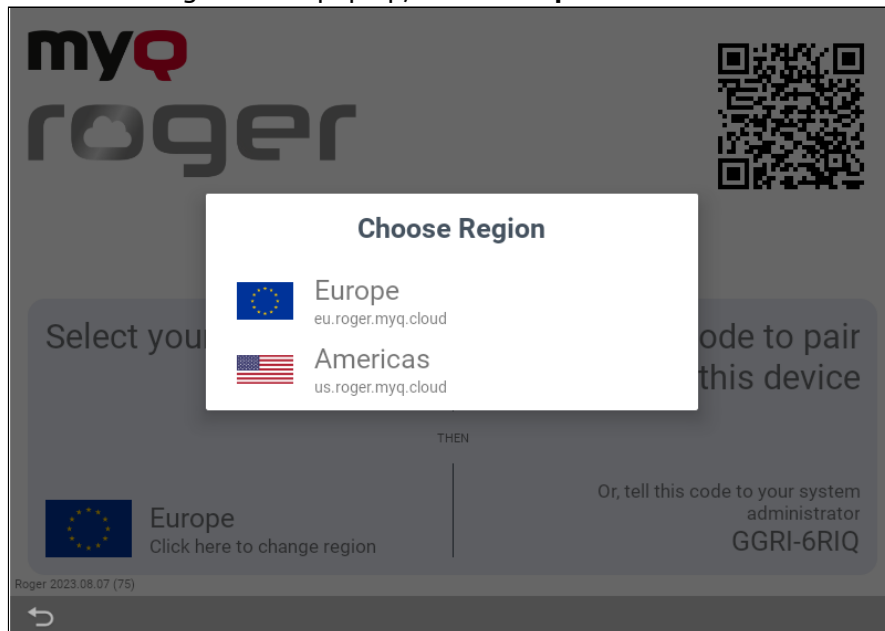 myQ
roger
Choose Region
Europe
eu.roger.myq.cloud
Americas
us.roger.myq.cloud
Select you
ode to pair
this device
THEN
Europe
Click here to change region
Or, tell this code to your system
administrator
GGRI-6RIQ
Roger 2023.08.07 (75)